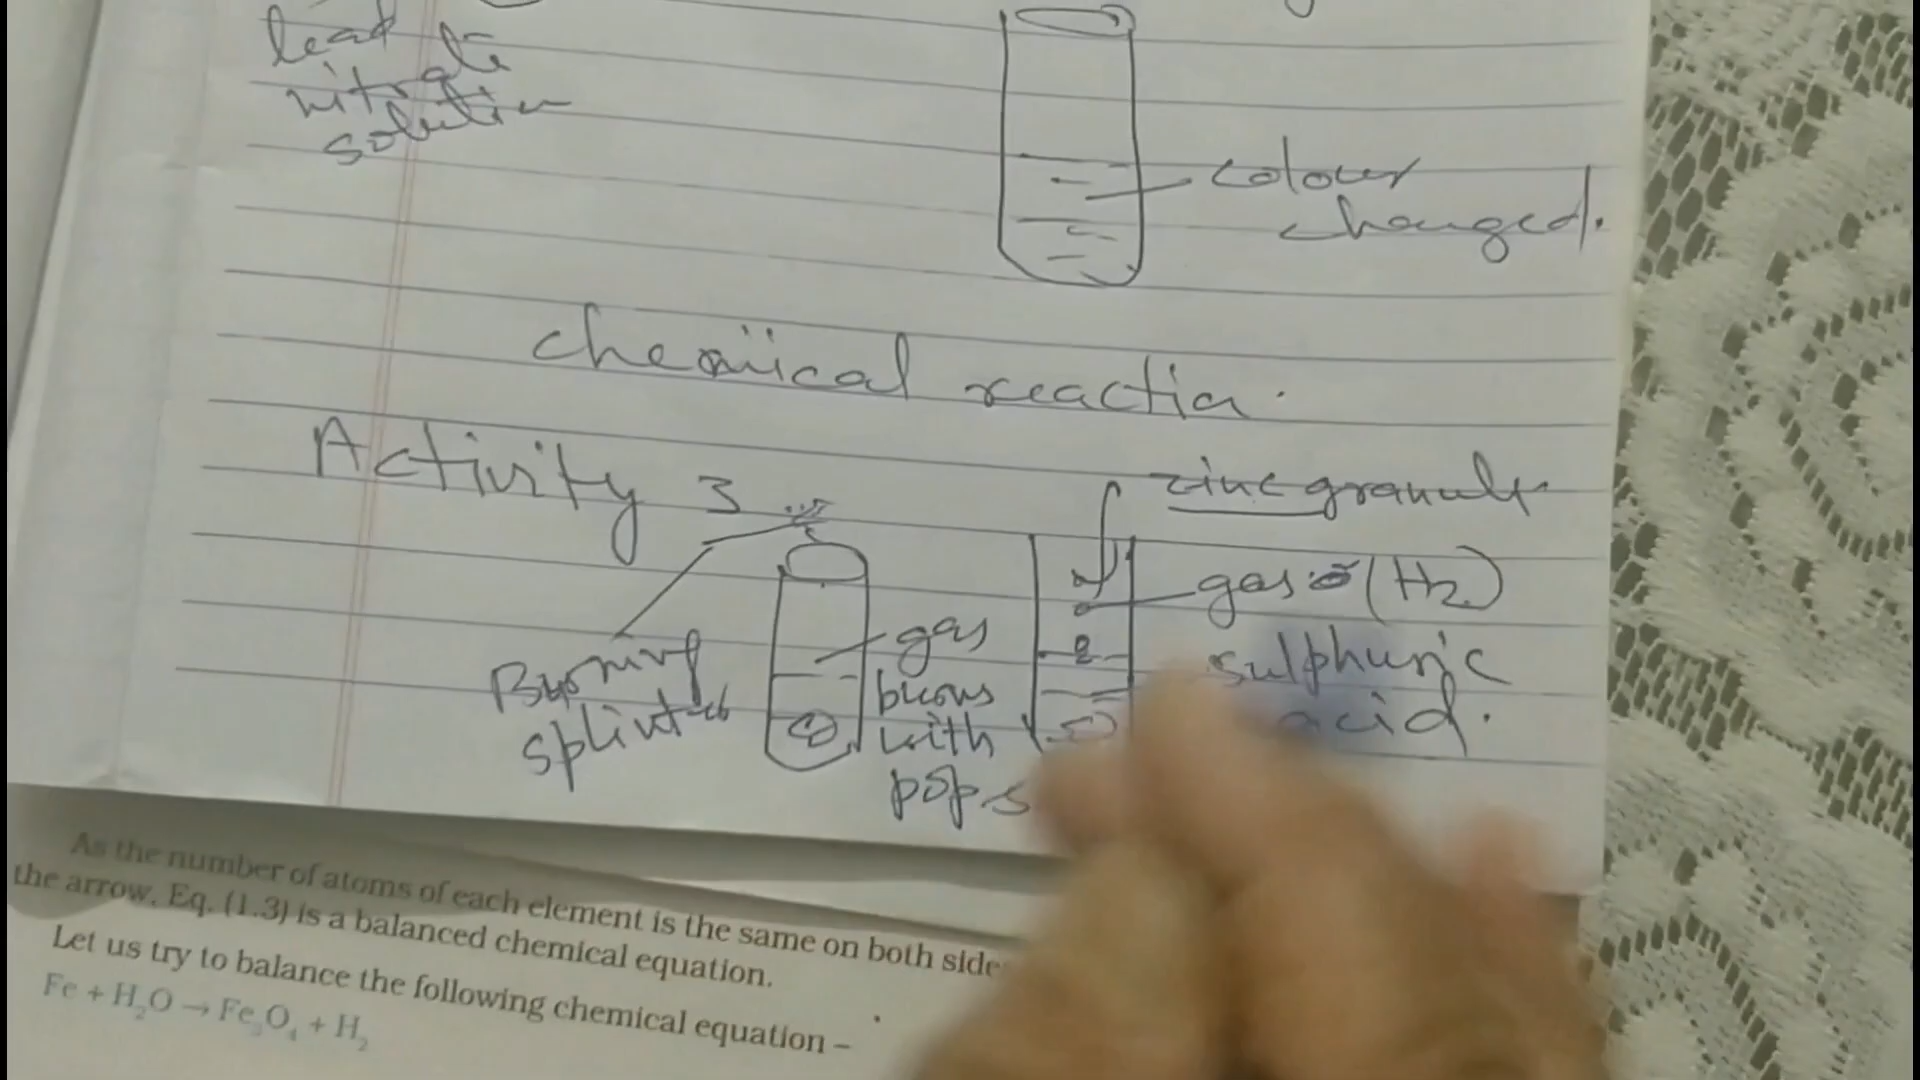 lead
nitrate
solution
colour
changed.
chemical reaction.
Activity 3
zinc granules
gas (H2)
sulphuric
acid.
Burning
splint
gas
burns
with
pops
As the number of atoms of each element is the same on both side
the arrow, Eq. (1.3) is a balanced chemical equation.
Let us try to balance the following chemical equation –
Fe + H₂O → Fe₃O₄ + H₂